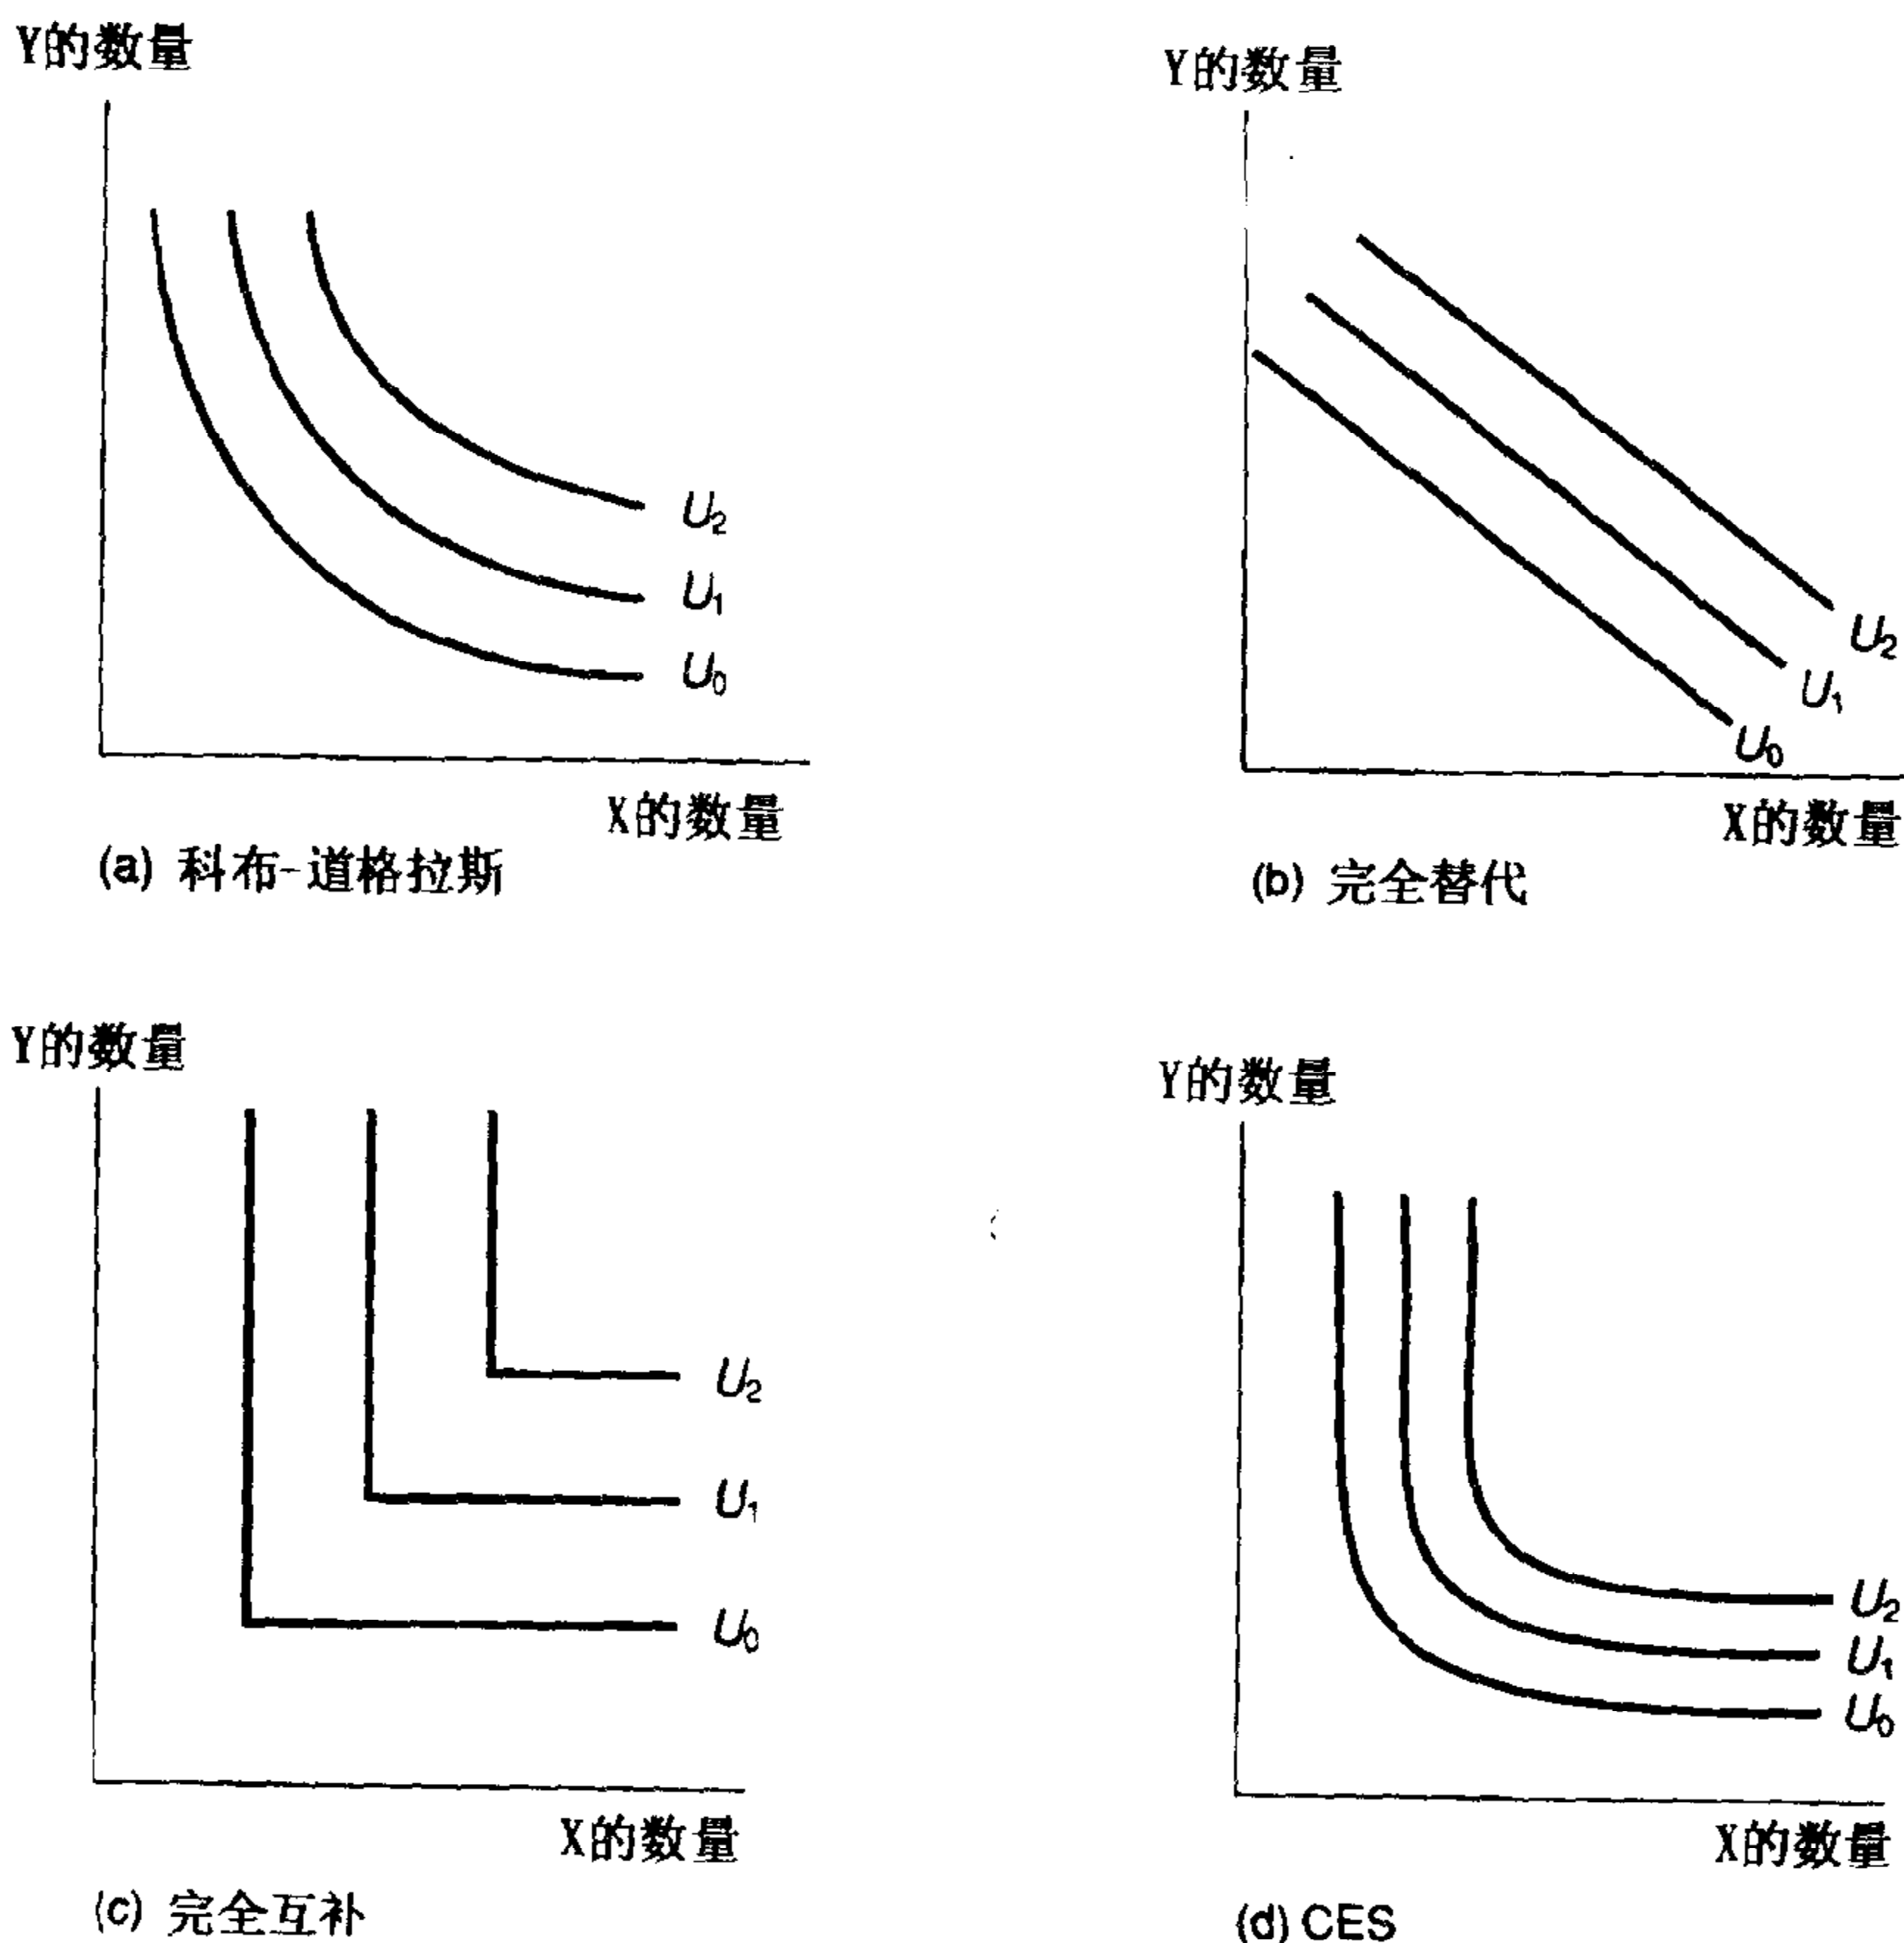 Y的数量
U₂
U₁
U₀
X的数量
(a) 科布-道格拉斯
Y的数量
U₂
U₁
U₀
X的数量
(b) 完全替代
Y的数量
U₂
U₁
U₀
X的数量
(c) 完全互补
Y的数量
U₂
U₁
U₀
X的数量
(d) CES